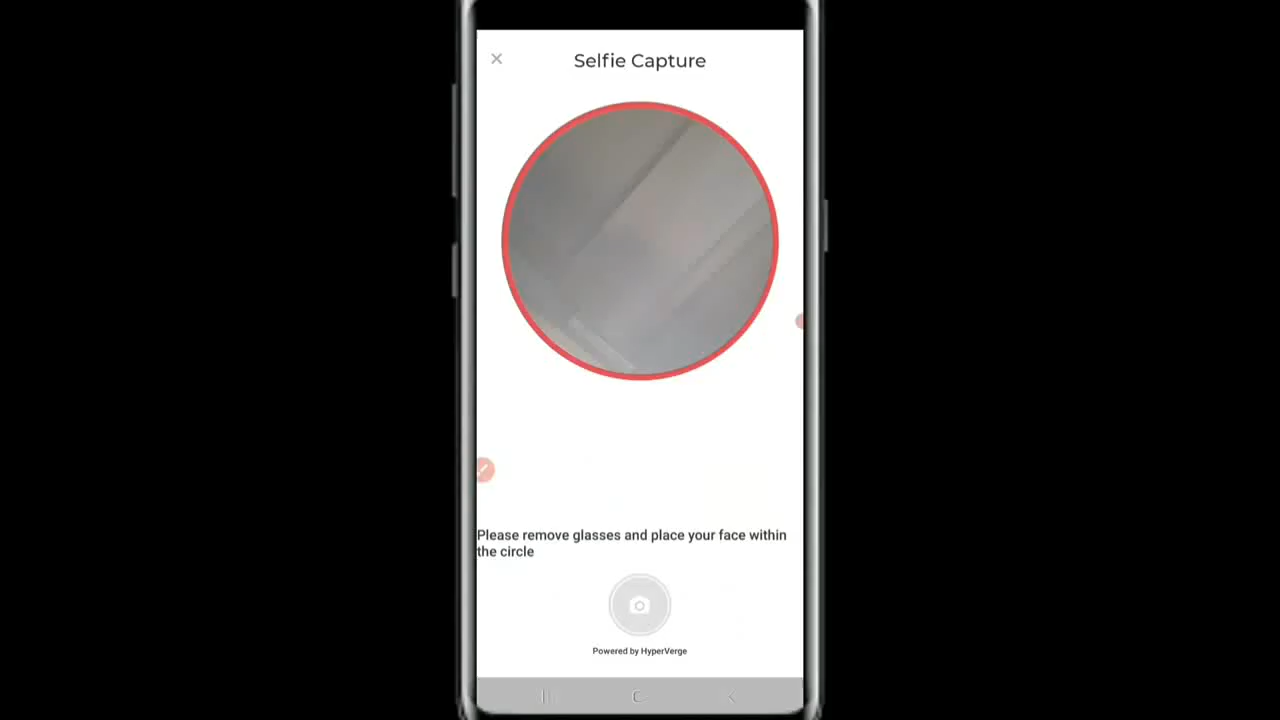 Selfie Capture
Please remove glasses and place your face within
the circle
Powered by HyperVerge